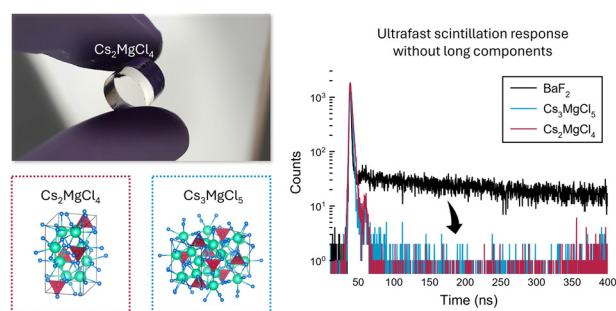 Cs₂MgCl₄
Cs₂MgCl₄
Cs₃MgCl₅
Ultrafast scintillation response
without long components
BaF₂
Cs₃MgCl₅
Cs₂MgCl₄
Counts
10³
10²
10¹
10⁰
50 100 150 200 250 300 350 400
Time (ns)